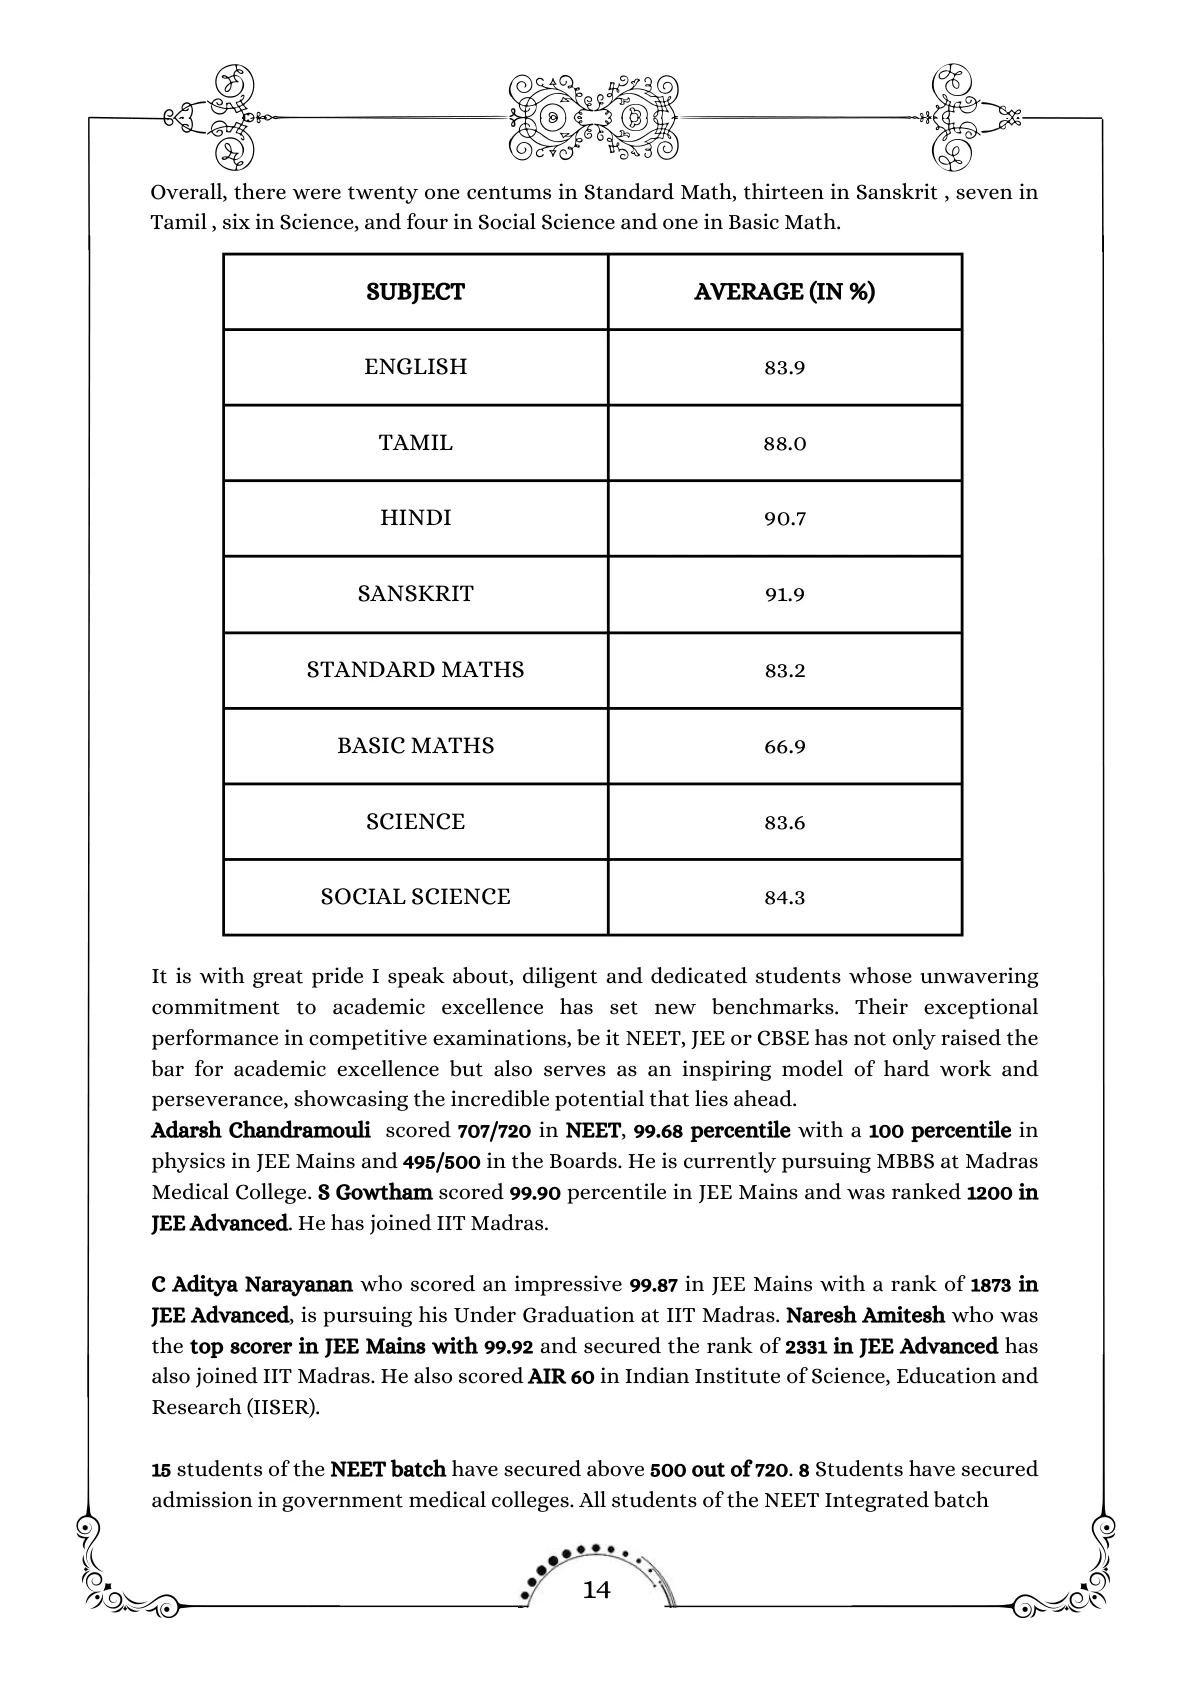 Overall, there were twenty one centums in Standard Math, thirteen in Sanskrit , seven in
Tamil , six in Science, and four in Social Science and one in Basic Math.
SUBJECT AVERAGE (IN %)
ENGLISH 83.9
TAMIL 88.0
HINDI 90.7
SANSKRIT 91.9
STANDARD MATHS 83.2
BASIC MATHS 66.9
SCIENCE 83.6
SOCIAL SCIENCE 84.3
It is with great pride I speak about, diligent and dedicated students whose unwavering
commitment to academic excellence has set new benchmarks. Their exceptional
performance in competitive examinations, be it NEET, JEE or CBSE has not only raised the
bar for academic excellence but also serves as an inspiring model of hard work and
perseverance, showcasing the incredible potential that lies ahead.
Adarsh Chandramouli scored 707/720 in NEET, 99.68 percentile with a 100 percentile in
physics in JEE Mains and 495/500 in the Boards. He is currently pursuing MBBS at Madras
Medical College. S Gowtham scored 99.90 percentile in JEE Mains and was ranked 1200 in
JEE Advanced. He has joined IIT Madras.
C Aditya Narayanan who scored an impressive 99.87 in JEE Mains with a rank of 1873 in
JEE Advanced, is pursuing his Under Graduation at IIT Madras. Naresh Amitesh who was
the top scorer in JEE Mains with 99.92 and secured the rank of 2331 in JEE Advanced has
also joined IIT Madras. He also scored AIR 60 in Indian Institute of Science, Education and
Research (IISER).
15 students of the NEET batch have secured above 500 out of 720. 8 Students have secured
admission in government medical colleges. All students of the NEET Integrated batch
14